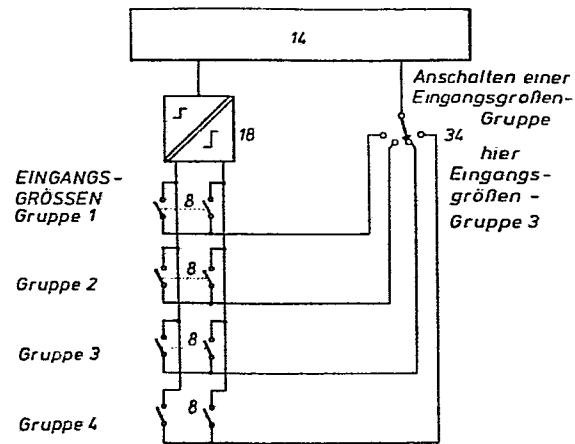 14
Anschalten einer
Eingangsgroßen-
Gruppe
18
34
hier
Eingangs-
größen -
Gruppe 3
EINGANGS-
GRÖSSEN
Gruppe 1
8
Gruppe 2
8
Gruppe 3
8
Gruppe 4
8